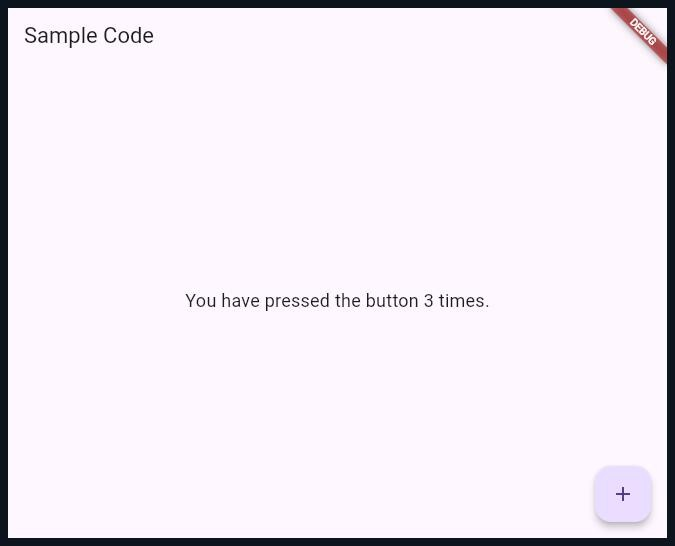 Sample Code
DEBUG
You have pressed the button 3 times.
+